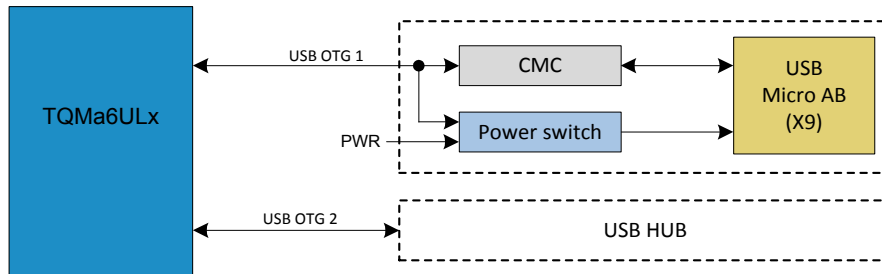 USB OTG 1
CMC
USB
Micro AB
(X9)
TQMa6ULx
Power switch
PWR
USB OTG 2
USB HUB